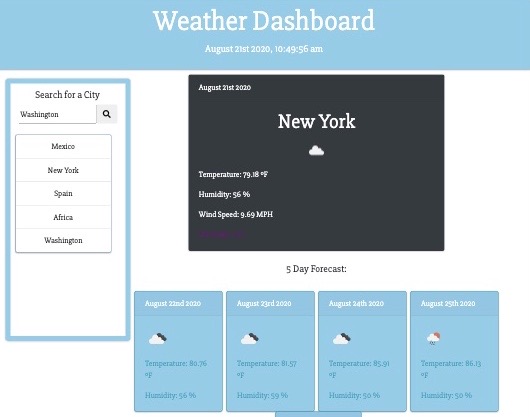 Weather Dashboard
August 21st 2020, 10:49:56 am
Search for a City
Washington
Mexico
New York
Spain
Africa
Washington
August 21st 2020
New York
Temperature: 79.18 °F
Humidity: 56 %
Wind Speed: 9.69 MPH
5 Day Forecast:
August 22nd 2020
Temperature: 80.76
°F
Humidity: 56 %
August 23rd 2020
Temperature: 81.57
°F
Humidity: 59 %
August 24th 2020
Temperature: 85.91
°F
Humidity: 50 %
August 25th 2020
Temperature: 86.13
°F
Humidity: 50 %